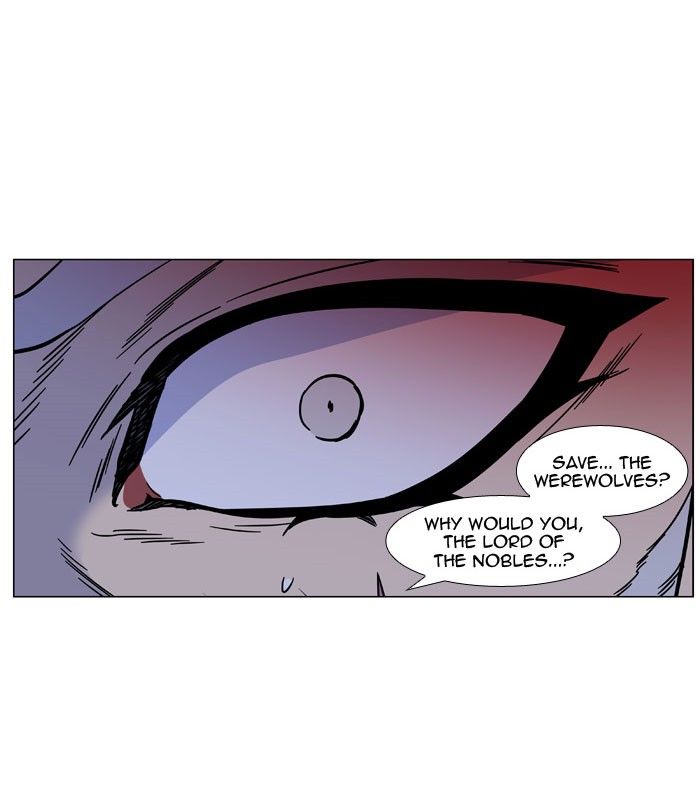 SAVE... THE
WEREWOLVES?
WHY WOULD YOU,
THE LORD OF
THE NOBLES...?